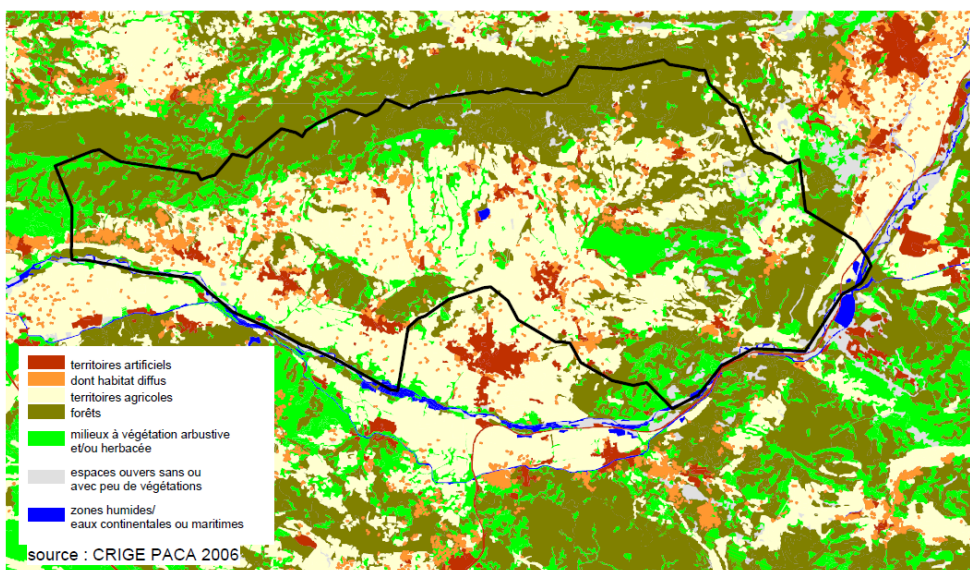 territoires artificiels
dont habitat diffus
territoires agricoles
forêts
milieux à végétation arbustive
et/ou herbacée
espaces ouvers sans ou
avec peu de végétations
zones humides/
eaux continentales ou maritimes
source : CRIGE PACA 2006